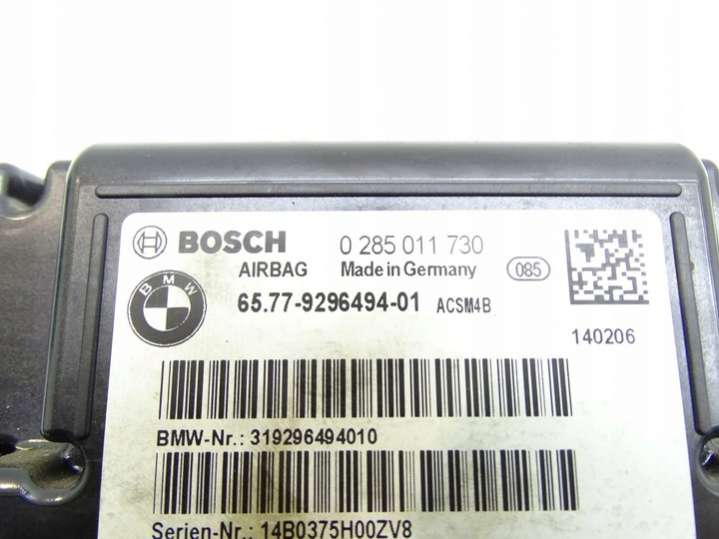 BOSCH 0 285 011 730
AIRBAG Made in Germany 085
BMW 65.77-9296494-01 ACSM4B
140206
BMW-Nr.: 319296494010
Serien-Nr.: 14B0375H00ZV8